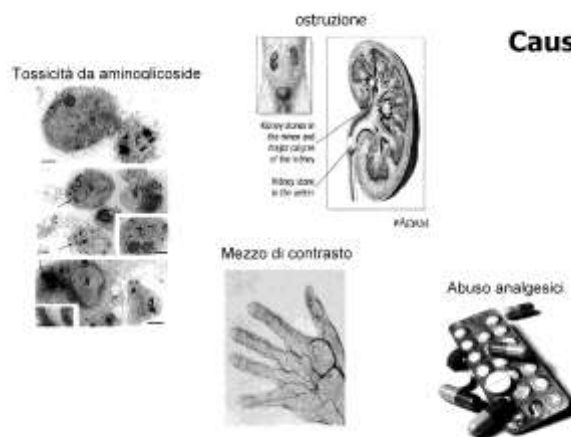 ostruzione
Caus
Tossicità da aminoglicoside
Kidney stones in
the minor and
major calyces
of the kidney
Kidney stone
in the ureter
Mezzo di contrasto
Abuso analgesici